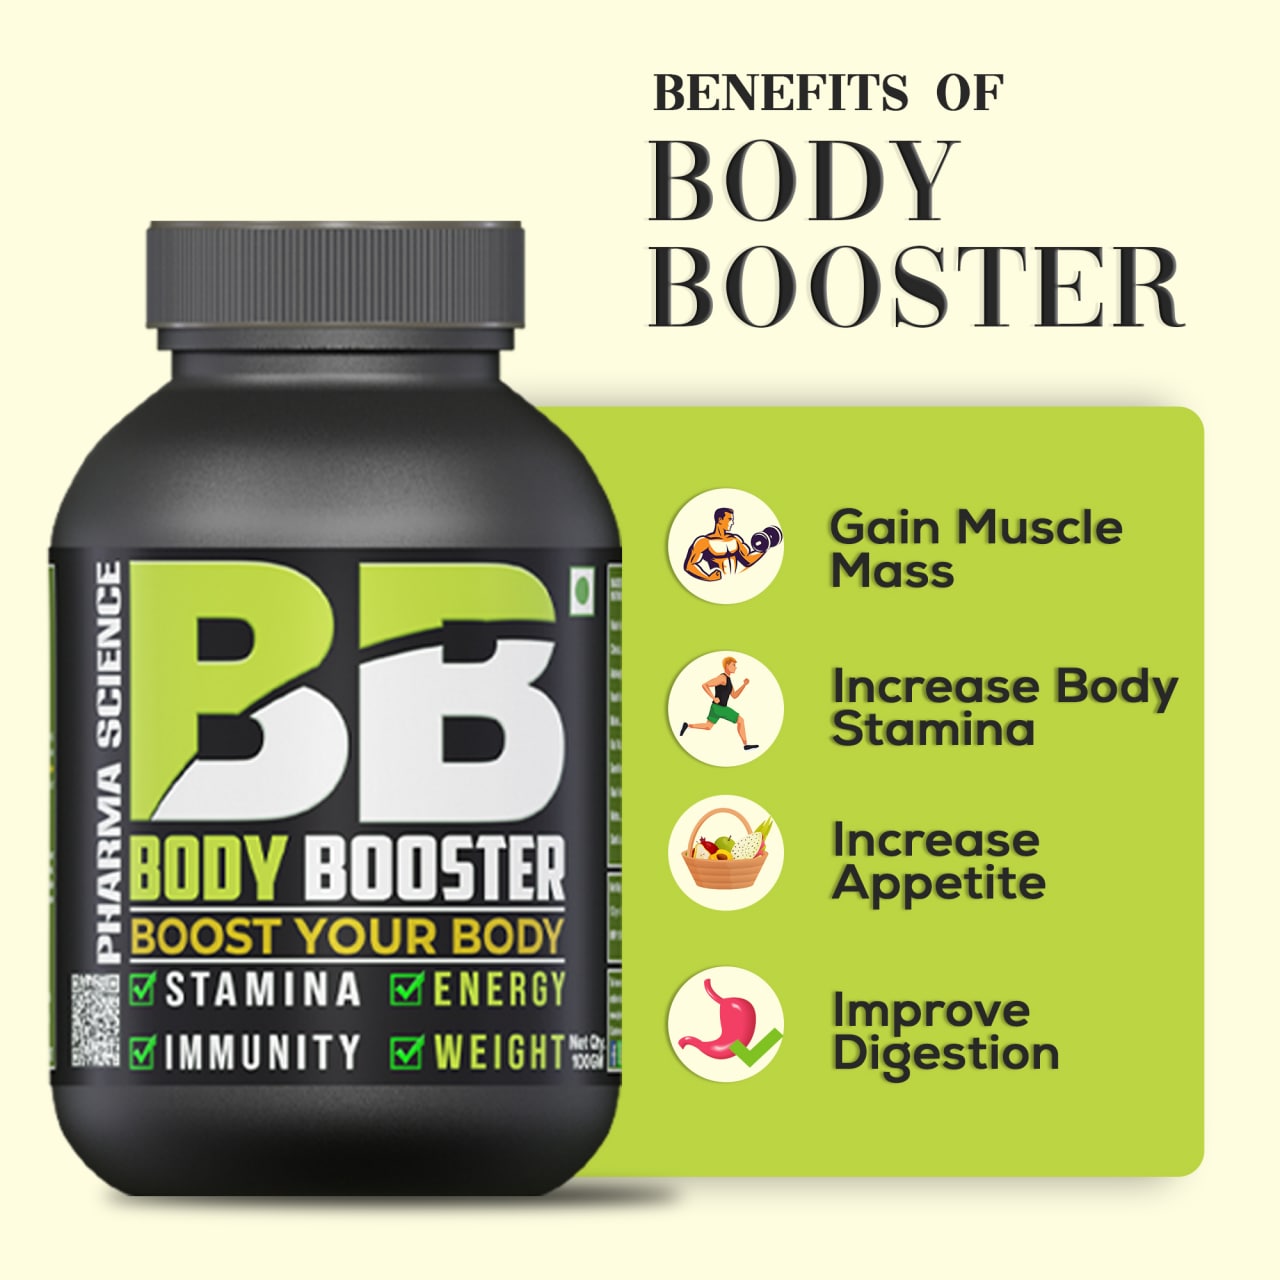 BENEFITS OF
BODY
BOOSTER
Gain Muscle
Mass
Increase Body
Stamina
Increase
Appetite
Improve
Digestion
PHARMA SCIENCE
BB
BODY BOOSTER
BOOST YOUR BODY
STAMINA ENERGY
IMMUNITY WEIGHT
Net Qty.
100GM